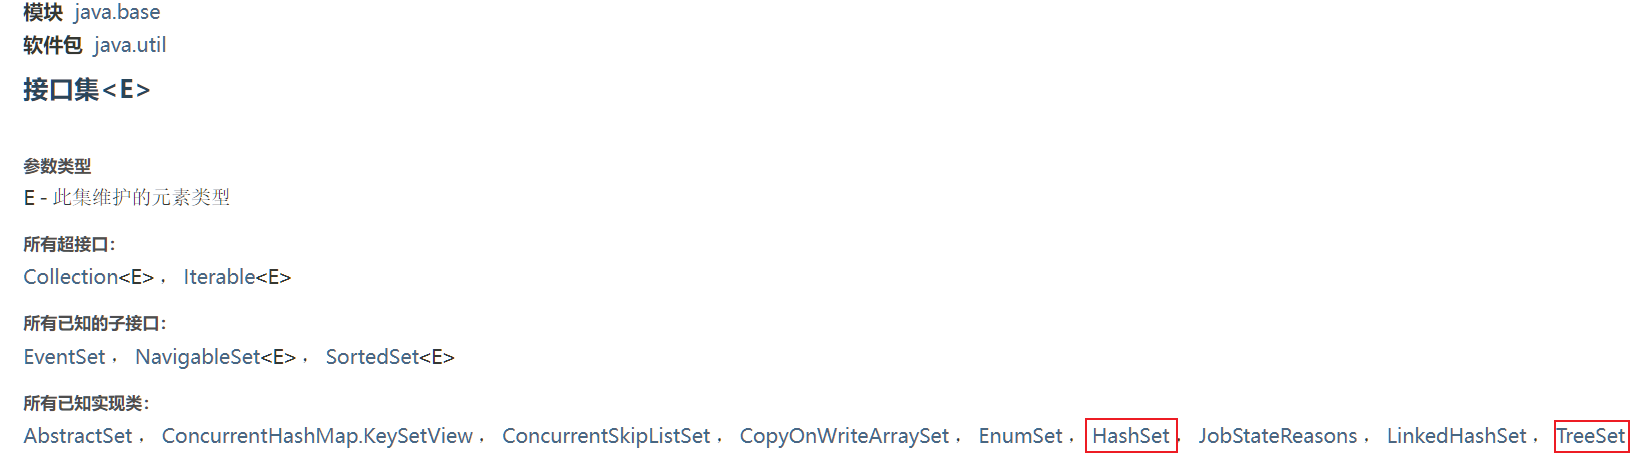 模块 java.base
软件包 java.util
接口集<E>
参数类型
E - 此集维护的元素类型
所有超接口：
Collection<E> ， Iterable<E>
所有已知的子接口：
EventSet ， NavigableSet<E> ， SortedSet<E>
所有已知实现类：
AbstractSet ， ConcurrentHashMap.KeySetView ， ConcurrentSkipListSet ， CopyOnWriteArraySet ， EnumSet ， HashSet ， JobStateReasons ， LinkedHashSet ， TreeSet